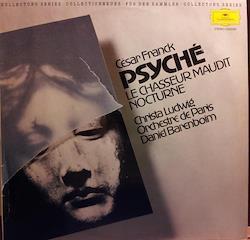 COLLECTORS SERIES · COLLECTIONNEURS · FÜR DEN SAMMLER · COLLECTORS SERIES
César Franck
PSYCHÉ
LE CHASSEUR MAUDIT
NOCTURNE
Christa Ludwig
Orchestre de Paris
Daniel Barenboim